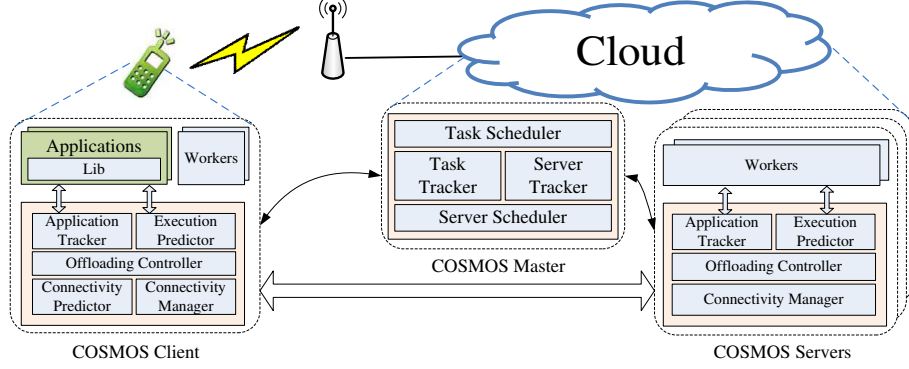 Cloud
Applications
Lib
Workers
Application
Tracker
Execution
Predictor
Offloading Controller
Connectivity
Predictor
Connectivity
Manager
COSMOS Client
Task Scheduler
Task
Tracker
Server
Tracker
Server Scheduler
COSMOS Master
Workers
Application
Tracker
Execution
Predictor
Offloading Controller
Connectivity Manager
COSMOS Servers